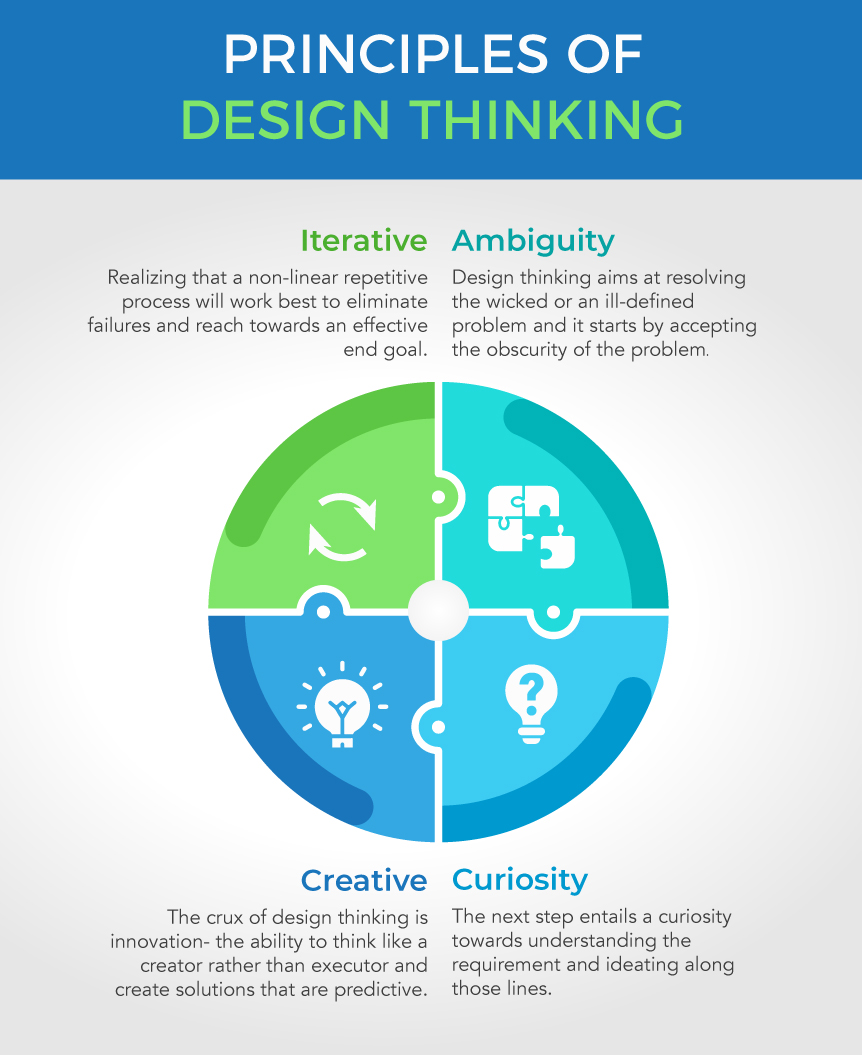 PRINCIPLES OF
DESIGN THINKING
Iterative
Realizing that a non-linear repetitive
process will work best to eliminate
failures and reach towards an effective
end goal.
Ambiguity
Design thinking aims at resolving
the wicked or an ill-defined
problem and it starts by accepting
the obscurity of the problem.
Creative
The crux of design thinking is
innovation- the ability to think like a
creator rather than executor and
create solutions that are predictive.
Curiosity
The next step entails a curiosity
towards understanding the
requirement and ideating along
those lines.